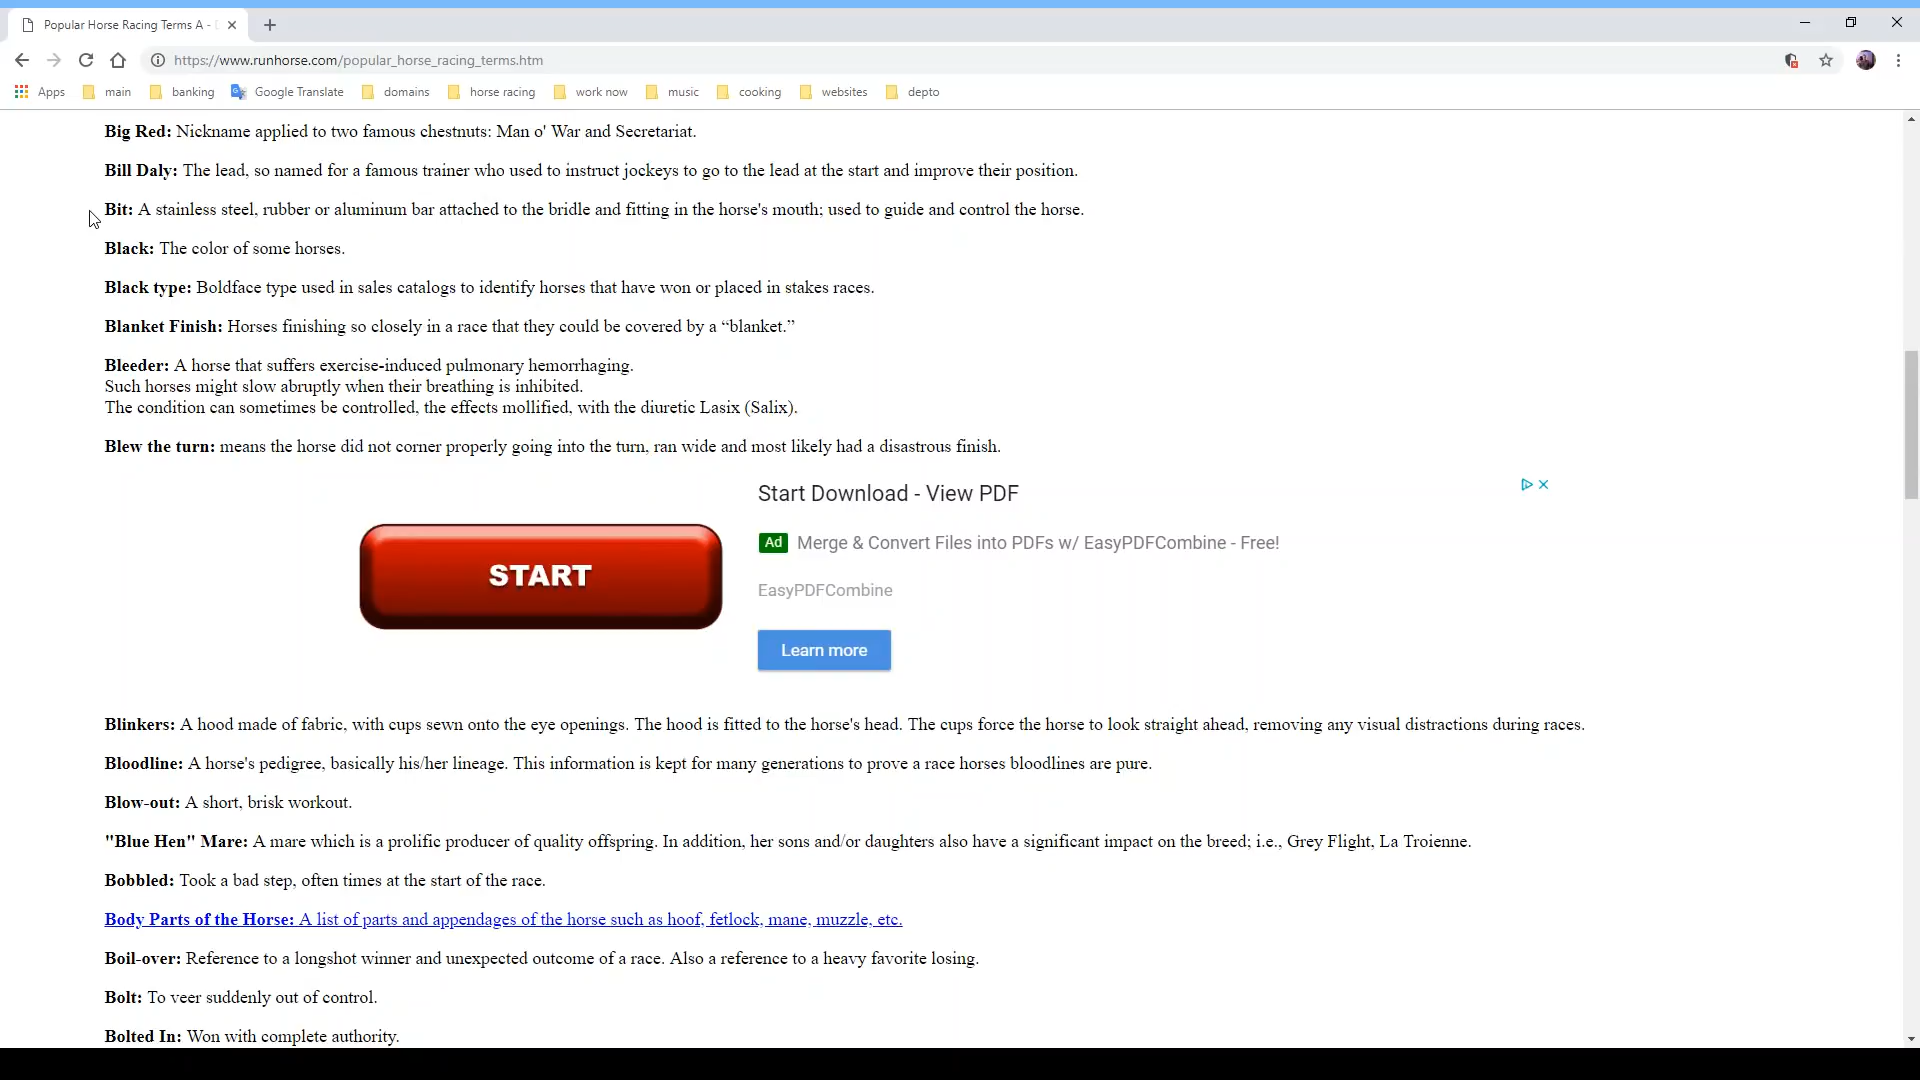 Popular Horse Racing Terms A -
https://www.runhorse.com/popular_horse_racing_terms.htm
Apps main banking Google Translate domains horse racing work now music cooking websites depto
Big Red: Nickname applied to two famous chestnuts: Man o' War and Secretariat.
Bill Daly: The lead, so named for a famous trainer who used to instruct jockeys to go to the lead at the start and improve their position.
Bit: A stainless steel, rubber or aluminum bar attached to the bridle and fitting in the horse's mouth; used to guide and control the horse.
Black: The color of some horses.
Black type: Boldface type used in sales catalogs to identify horses that have won or placed in stakes races.
Blanket Finish: Horses finishing so closely in a race that they could be covered by a “blanket.”
Bleeder: A horse that suffers exercise-induced pulmonary hemorrhaging.
Such horses might slow abruptly when their breathing is inhibited.
The condition can sometimes be controlled, the effects mollified, with the diuretic Lasix (Salix).
Blew the turn: means the horse did not corner properly going into the turn, ran wide and most likely had a disastrous finish.
START
Start Download - View PDF
Ad Merge & Convert Files into PDFs w/ EasyPDFCombine - Free!
EasyPDFCombine
Learn more
Blinkers: A hood made of fabric, with cups sewn onto the eye openings. The hood is fitted to the horse's head. The cups force the horse to look straight ahead, removing any visual distractions during races.
Bloodline: A horse's pedigree, basically his/her lineage. This information is kept for many generations to prove a race horses bloodlines are pure.
Blow-out: A short, brisk workout.
"Blue Hen" Mare: A mare which is a prolific producer of quality offspring. In addition, her sons and/or daughters also have a significant impact on the breed; i.e., Grey Flight, La Troienne.
Bobbled: Took a bad step, often times at the start of the race.
Body Parts of the Horse: A list of parts and appendages of the horse such as hoof, fetlock, mane, muzzle, etc.
Boil-over: Reference to a longshot winner and unexpected outcome of a race. Also a reference to a heavy favorite losing.
Bolt: To veer suddenly out of control.
Bolted In: Won with complete authority.